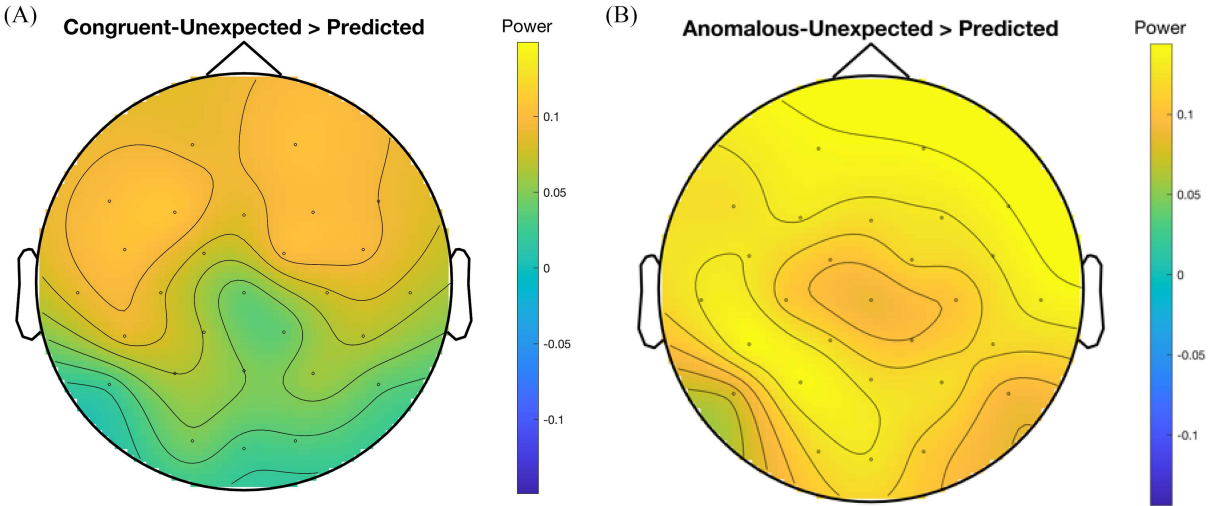 (A)
Congruent-Unexpected > Predicted
Power
0.1
0.05
0
-0.05
-0.1
(B)
Anomalous-Unexpected > Predicted
Power
0.1
0.05
0
-0.05
-0.1